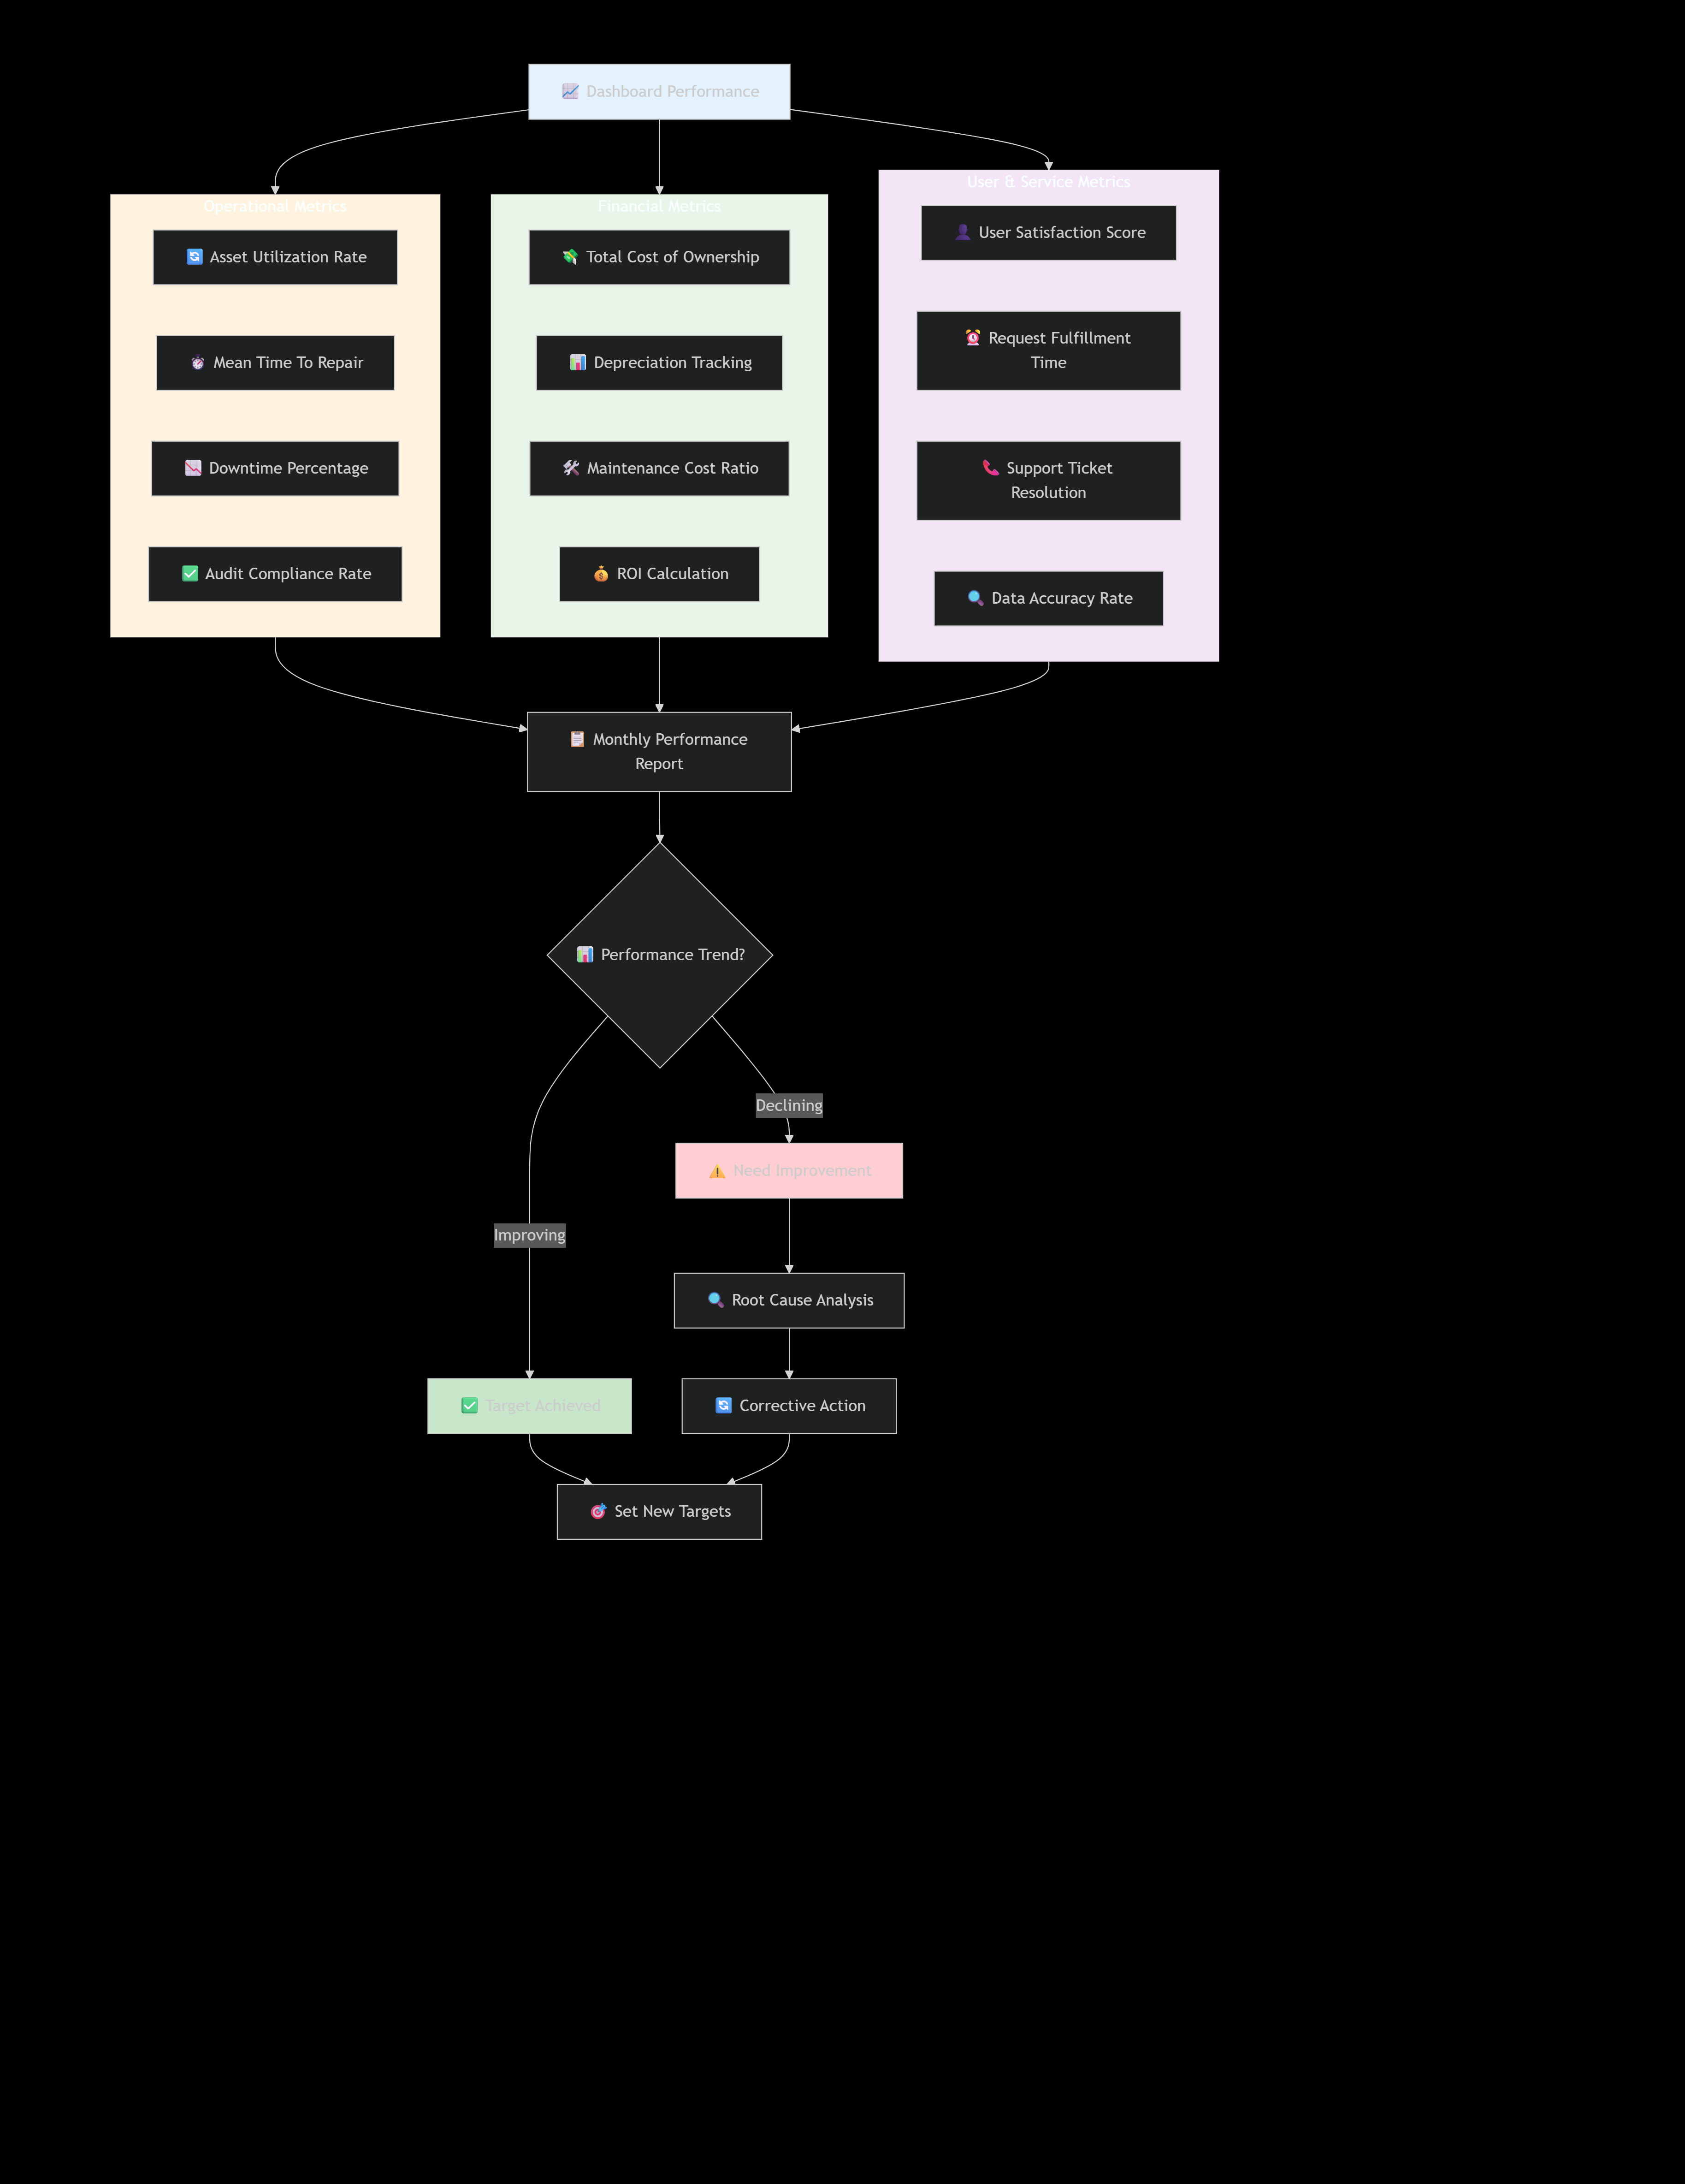 📈 Dashboard Performance
Operational Metrics
🔄 Asset Utilization Rate
⏱️ Mean Time To Repair
📉 Downtime Percentage
✅ Audit Compliance Rate
Financial Metrics
💸 Total Cost of Ownership
📊 Depreciation Tracking
🛠️ Maintenance Cost Ratio
💰 ROI Calculation
User & Service Metrics
👤 User Satisfaction Score
⏰ Request Fulfillment
Time
📞 Support Ticket
Resolution
🔍 Data Accuracy Rate
📋 Monthly Performance
Report
📊 Performance Trend?
Declining
⚠️ Need Improvement
Improving
🔍 Root Cause Analysis
✅ Target Achieved
🔄 Corrective Action
🎯 Set New Targets